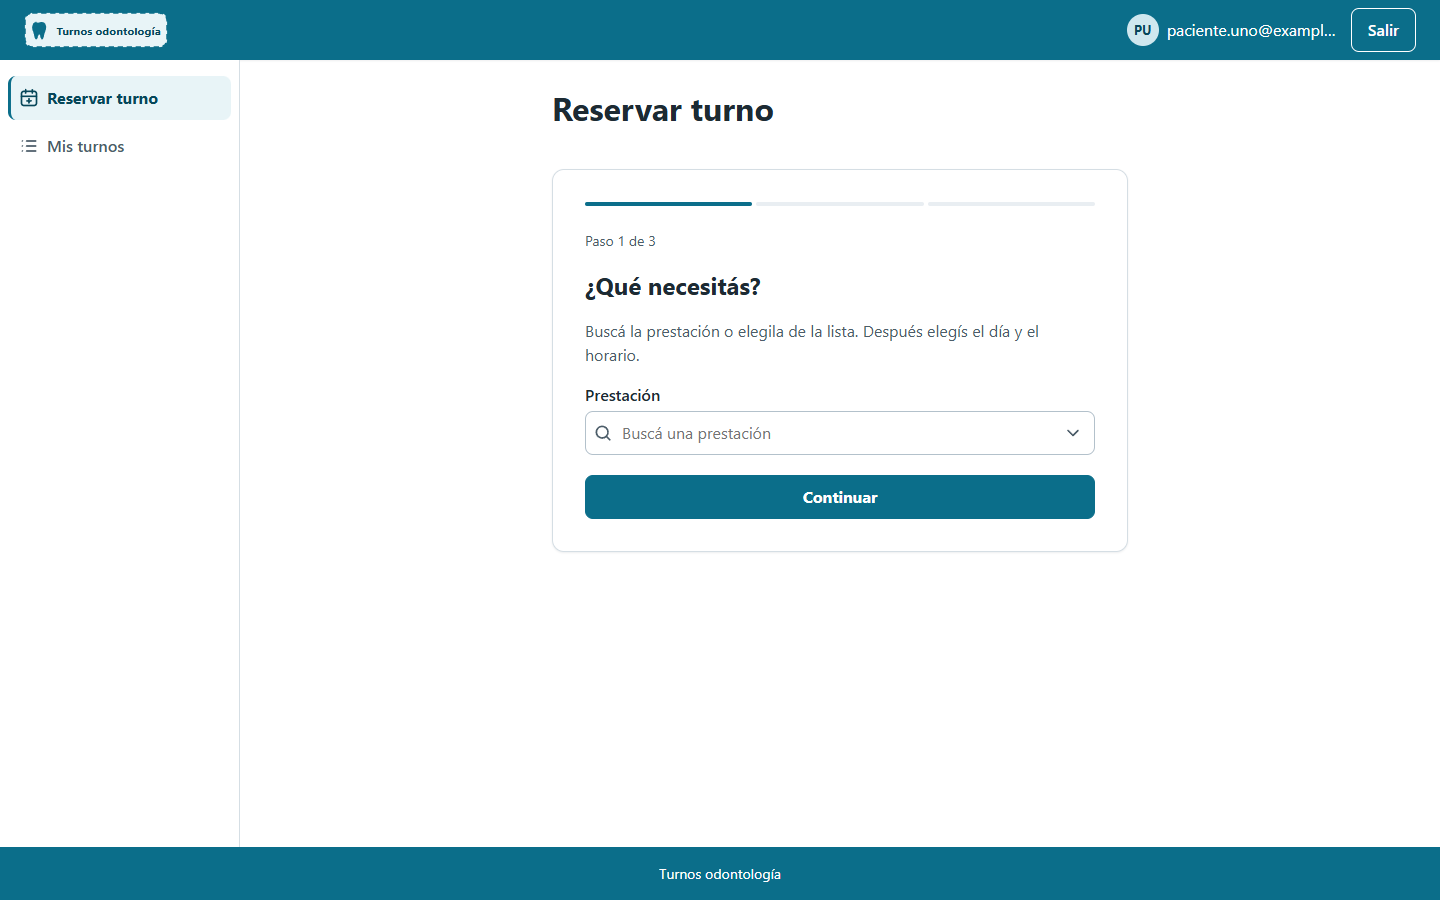 Turnos odontología
PU
paciente.uno@exampl...
Salir
Reservar turno
Mis turnos
Reservar turno
Paso 1 de 3
¿Qué necesitás?
Buscá la prestación o elegila de la lista. Después elegís el día y el
horario.
Prestación
Buscá una prestación
Continuar
Turnos odontología